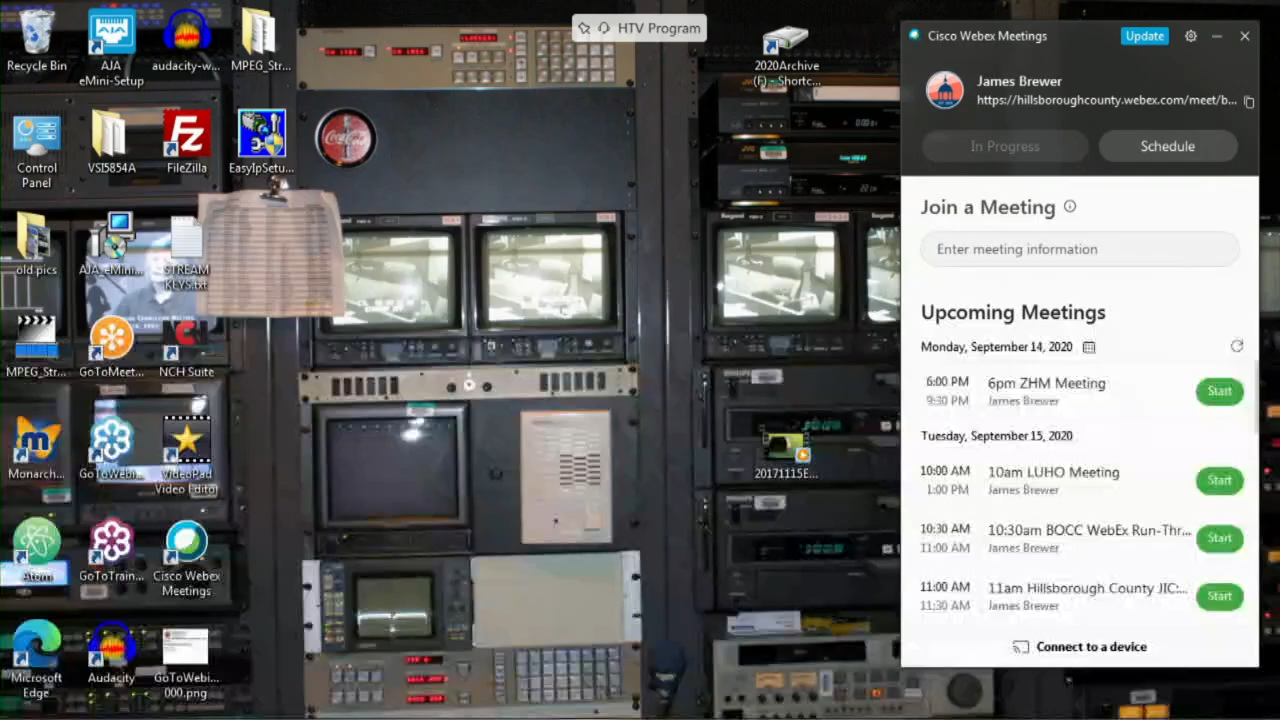 HTV Program
Recycle Bin
AJA
eMini-Setup
audacity-w...
MPEG_Str...
Control
Panel
VSI5854A
FileZilla
EasyIpSetu...
old.pics
AJA_eMini...
STREAM
KEYS.txt
MPEG_Str...
GoToMeet...
NCH Suite
Monarch...
GoToWebi...
VideoPad
Video Editor
Atom
GoToTrain...
Cisco Webex
Meetings
Microsoft
Edge
Audacity
GoToWebi...
000.png
Coca-Cola
2020Archive
(F) - Shortc...
JVC
JVC
20171115E...
Cisco Webex Meetings
Update
James Brewer
https://hillsboroughcounty.webex.com/meet/b...
In Progress
Schedule
Join a Meeting
Enter meeting information
Upcoming Meetings
Monday, September 14, 2020
6:00 PM 6pm ZHM Meeting
9:30 PM James Brewer
Start
Tuesday, September 15, 2020
10:00 AM 10am LUHO Meeting
1:00 PM James Brewer
Start
10:30 AM 10:30am BOCC WebEx Run-Thr...
11:00 AM James Brewer
Start
11:00 AM 11am Hillsborough County JIC:...
11:30 AM James Brewer
Start
Connect to a device